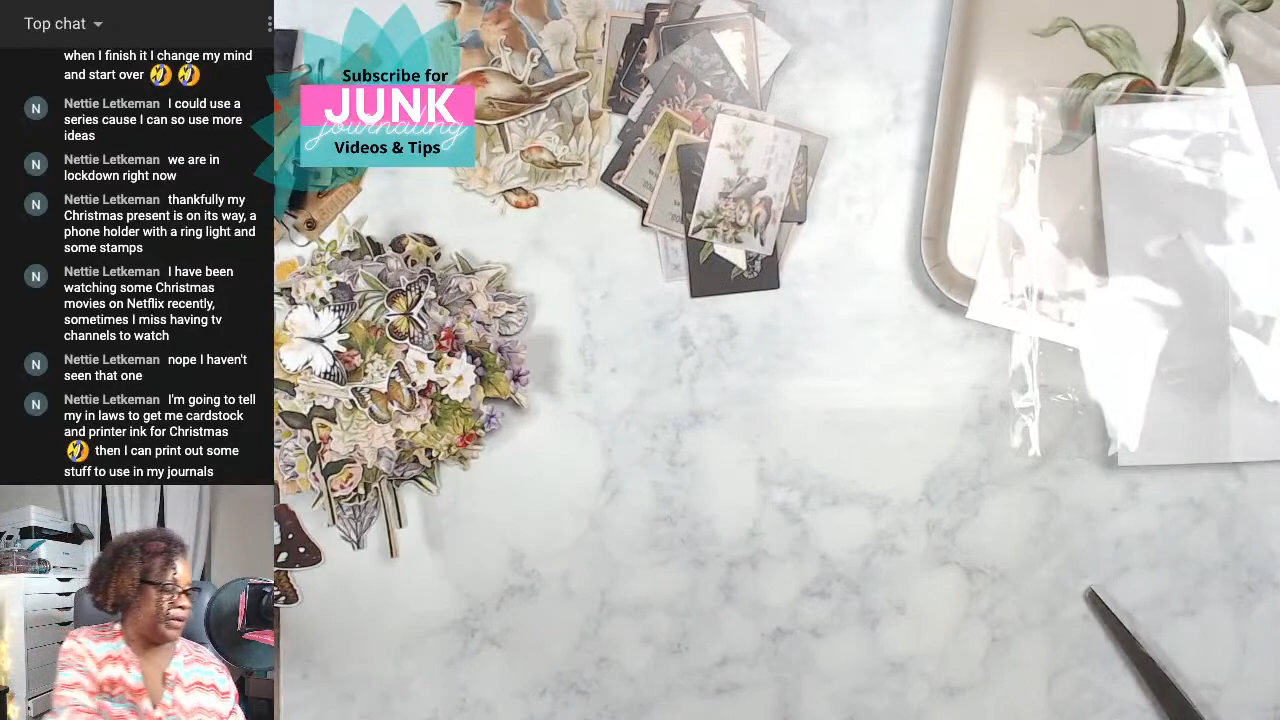 Top chat
when I finish it I change my mind
and start over
N
Nettie Letkeman I could use a
series cause I can so use more
ideas
N
Nettie Letkeman we are in
lockdown right now
N
Nettie Letkeman thankfully my
Christmas present is on its way, a
phone holder with a ring light and
some stamps
N
Nettie Letkeman I have been
watching some Christmas
movies on Netflix recently,
sometimes I miss having tv
channels to watch
N
Nettie Letkeman nope I haven't
seen that one
N
Nettie Letkeman I'm going to tell
my in laws to get me cardstock
and printer ink for Christmas
then I can print out some
stuff to use in my journals
Subscribe for
JUNK
journaling
Videos & Tips